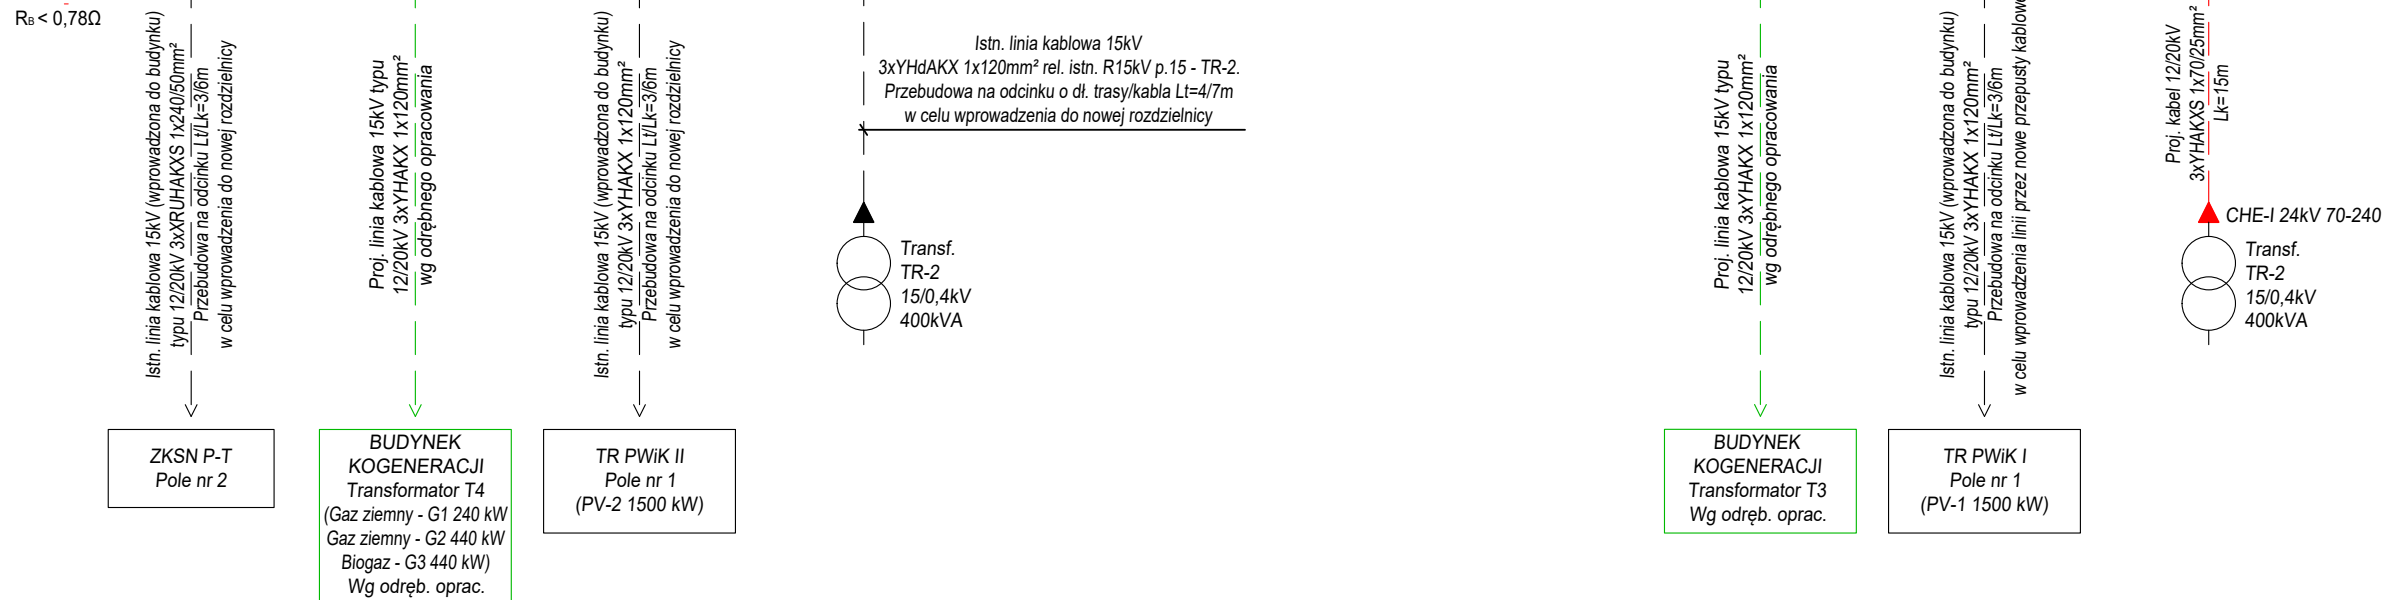 RB < 0,78Ω
Istn. linia kablowa 15kV (wprowadzona do budynku)
typu 12/20kV 3xXRUHAKXS 1x240/50mm²
Przebudowa na odcinku Lt/Lk=3/6m
w celu wprowadzenia do nowej rozdzielnicy
ZKSN P-T
Pole nr 2
Proj. linia kablowa 15kV typu
12/20kV 3xYHAKX 1x120mm²
wg odrębnego opracowania
BUDYNEK
KOGENERACJI
Transformator T4
(Gaz ziemny - G1 240 kW
Gaz ziemny - G2 440 kW
Biogaz - G3 440 kW)
Wg odręb. oprac.
Istn. linia kablowa 15kV (wprowadzona do budynku)
typu 12/20kV 3xYHAKX 1x120mm²
Przebudowa na odcinku Lt/Lk=3/6m
w celu wprowadzenia do nowej rozdzielnicy
TR PWiK II
Pole nr 1
(PV-2 1500 kW)
Istn. linia kablowa 15kV
3xYHdAKX 1x120mm² rel. istn. R15kV p.15 - TR-2.
Przebudowa na odcinku o dł. trasy/kabla Lt=4/7m
w celu wprowadzenia do nowej rozdzielnicy
Transf.
TR-2
15/0,4kV
400kVA
Proj. linia kablowa 15kV typu
12/20kV 3xYHAKX 1x120mm²
wg odrębnego opracowania
BUDYNEK
KOGENERACJI
Transformator T3
Wg odręb. oprac.
Istn. linia kablowa 15kV (wprowadzona do budynku)
typu 12/20kV 3xYHAKX 1x120mm²
Przebudowa na odcinku Lt/Lk=3/6m
w celu wprowadzenia linii przez nowe przepusty kablowe
TR PWiK I
Pole nr 1
(PV-1 1500 kW)
Proj. kabel 12/20kV
3xYHAKXS 1x70/25mm²
Lk=15m
CHE-I 24kV 70-240
Transf.
TR-2
15/0,4kV
400kVA